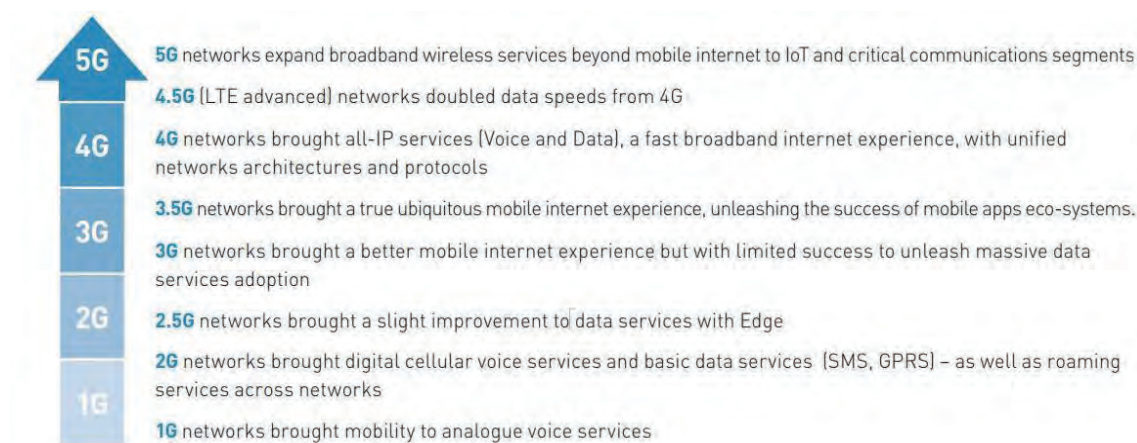 5G
5G networks expand broadband wireless services beyond mobile internet to IoT and critical communications segments
4.5G (LTE advanced) networks doubled data speeds from 4G
4G
4G networks brought all-IP services (Voice and Data), a fast broadband internet experience, with unified
networks architectures and protocols
3G
3.5G networks brought a true ubiquitous mobile internet experience, unleashing the success of mobile apps eco-systems.
3G networks brought a better mobile internet experience but with limited success to unleash massive data
services adoption
2G
2.5G networks brought a slight improvement to data services with Edge
2G networks brought digital cellular voice services and basic data services (SMS, GPRS) – as well as roaming
services across networks
1G
1G networks brought mobility to analogue voice services